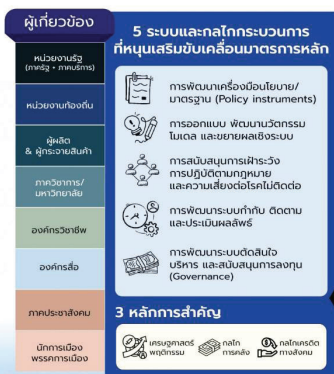 ผู้เกี่ยวข้อง
หน่วยงานรัฐ
(ภาครัฐ + ภาคบริการ)
หน่วยงานท้องถิ่น
ผู้ผลิต
& ผู้กระจายสินค้า
ภาควิชาการ/
มหาวิทยาลัย
องค์กรวิชาชีพ
องค์กรสื่อ
ภาคประชาสังคม
นักการเมือง
พรรคการเมือง
5 ระบบและกลไกกระบวนการ
ที่หนุนเสริมขับเคลื่อนมาตรการหลัก
การพัฒนาเครื่องมือนโยบาย/
มาตรฐาน (Policy instruments)
การออกแบบ พัฒนานวัตกรรม
โมเดล และขยายผลเชิงระบบ
การสนับสนุนการเฝ้าระวัง
การปฏิบัติตามกฎหมาย
และความเสี่ยงต่อโรคไม่ติดต่อ
การพัฒนาระบบกำกับ ติดตาม
และประเมินผลลัพธ์
การพัฒนาระบบตัดสินใจ
บริหาร และสนับสนุนการลงทุน
(Governance)
3 หลักการสำคัญ
เศรษฐศาสตร์
พฤติกรรม
กลไก
การคลัง
กลไกเครดิต
ทางสังคม